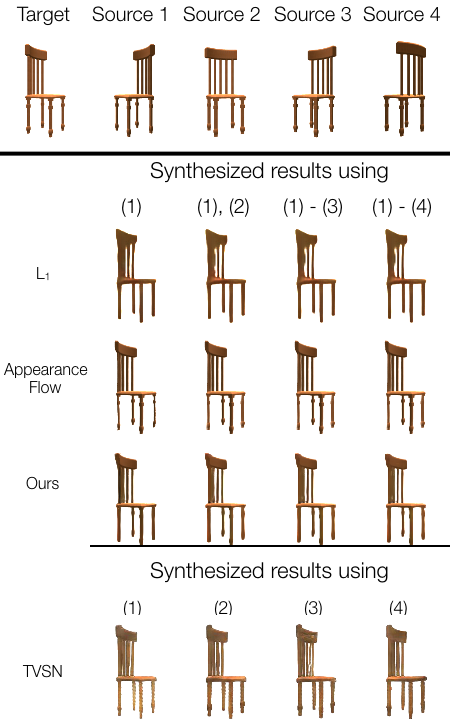 Target Source 1 Source 2 Source 3 Source 4
Synthesized results using
(1) (1), (2) (1) - (3) (1) - (4)
L₁
Appearance
Flow
Ours
Synthesized results using
(1) (2) (3) (4)
TVSN